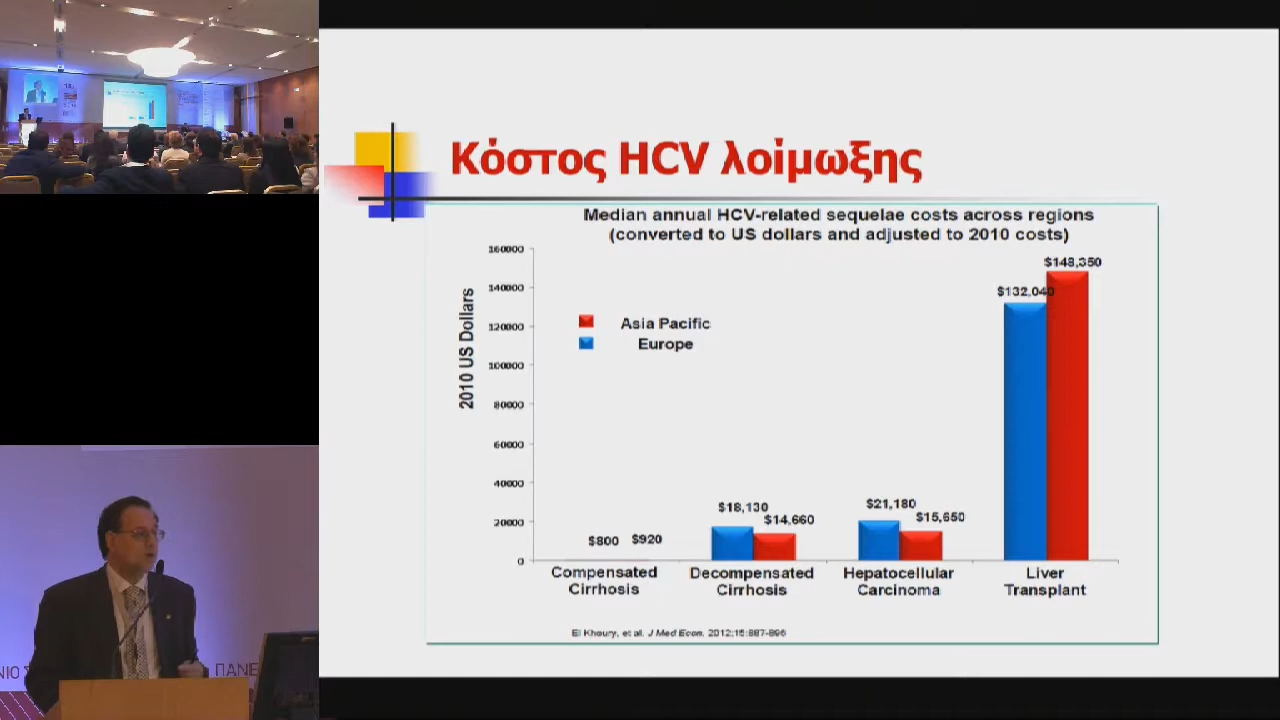 Κόστος HCV λοίμωξης
Median annual HCV-related sequelae costs across regions
(converted to US dollars and adjusted to 2010 costs)
2010 US Dollars
160000
140000
120000
100000
80000
60000
40000
20000
0
Asia Pacific
Europe
$800
$920
$18,130
$14,660
$21,180
$15,650
$132,040
$148,350
Compensated
Cirrhosis
Decompensated
Cirrhosis
Hepatocellular
Carcinoma
Liver
Transplant
El Khoury, et al. J Med Econ. 2012;15:887-896
ΠΑΝΕ